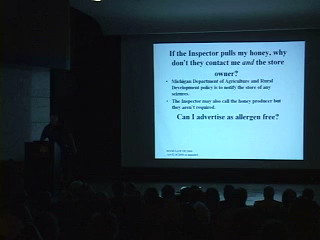 If the Inspector pulls my honey, why
don't they contact me and the store
owner?
• Michigan Department of Agriculture and Rural
Development policy is to notify the store of any
seizures.
• The Inspector may also call the honey producer but
they aren't required.
Can I advertise as allergen free?